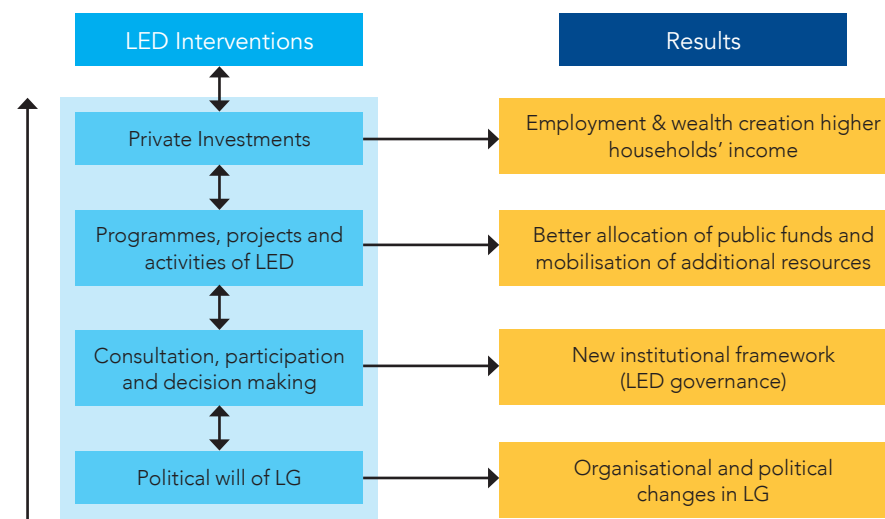 LED Interventions
Results
Private Investments
Employment & wealth creation higher
households’ income
Programmes, projects and
activities of LED
Better allocation of public funds and
mobilisation of additional resources
Consultation, participation
and decision making
New institutional framework
(LED governance)
Political will of LG
Organisational and political
changes in LG